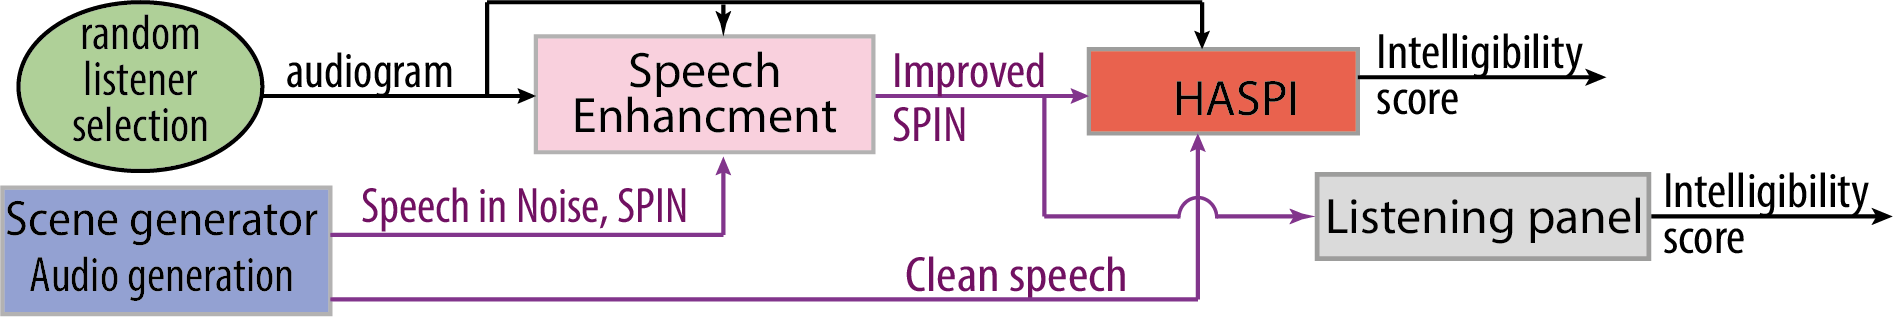 random
listener
selection
audiogram
Speech
Enhancment
Improved
SPIN
HASPI
Intelligibility
score
Scene generator
Audio generation
Speech in Noise, SPIN
Clean speech
Listening panel
Intelligibility
score